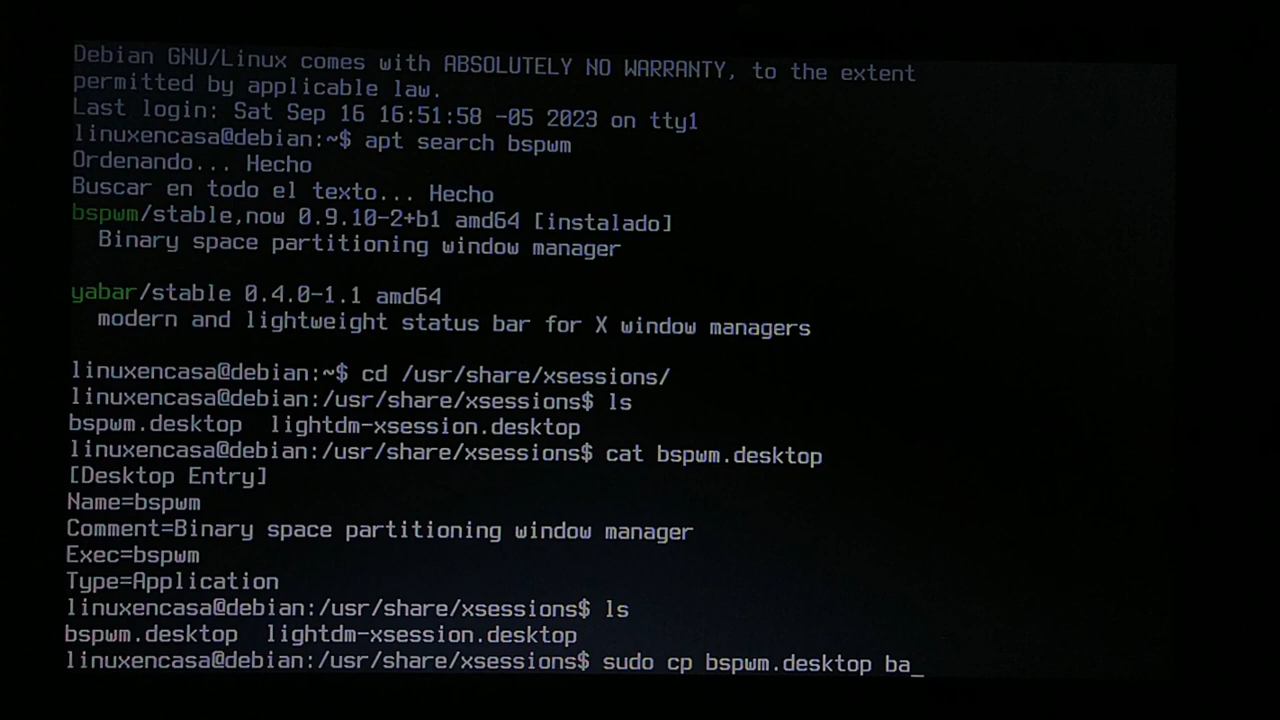 Debian GNU/Linux comes with ABSOLUTELY NO WARRANTY, to the extent
permitted by applicable law.
Last login: Sat Sep 16 16:51:58 -05 2023 on tty1
linuxencasa@debian:~$ apt search bspwm
Ordenando... Hecho
Buscar en todo el texto... Hecho
bspwm/stable,now 0.9.10-2+b1 amd64 [instalado]
  Binary space partitioning window manager

yabar/stable 0.4.0-1.1 amd64
  modern and lightweight status bar for X window managers

linuxencasa@debian:~$ cd /usr/share/xsessions/
linuxencasa@debian:/usr/share/xsessions$ ls
bspwm.desktop  lightdm-xsession.desktop
linuxencasa@debian:/usr/share/xsessions$ cat bspwm.desktop
[Desktop Entry]
Name=bspwm
Comment=Binary space partitioning window manager
Exec=bspwm
Type=Application
linuxencasa@debian:/usr/share/xsessions$ ls
bspwm.desktop  lightdm-xsession.desktop
linuxencasa@debian:/usr/share/xsessions$ sudo cp bspwm.desktop ba_